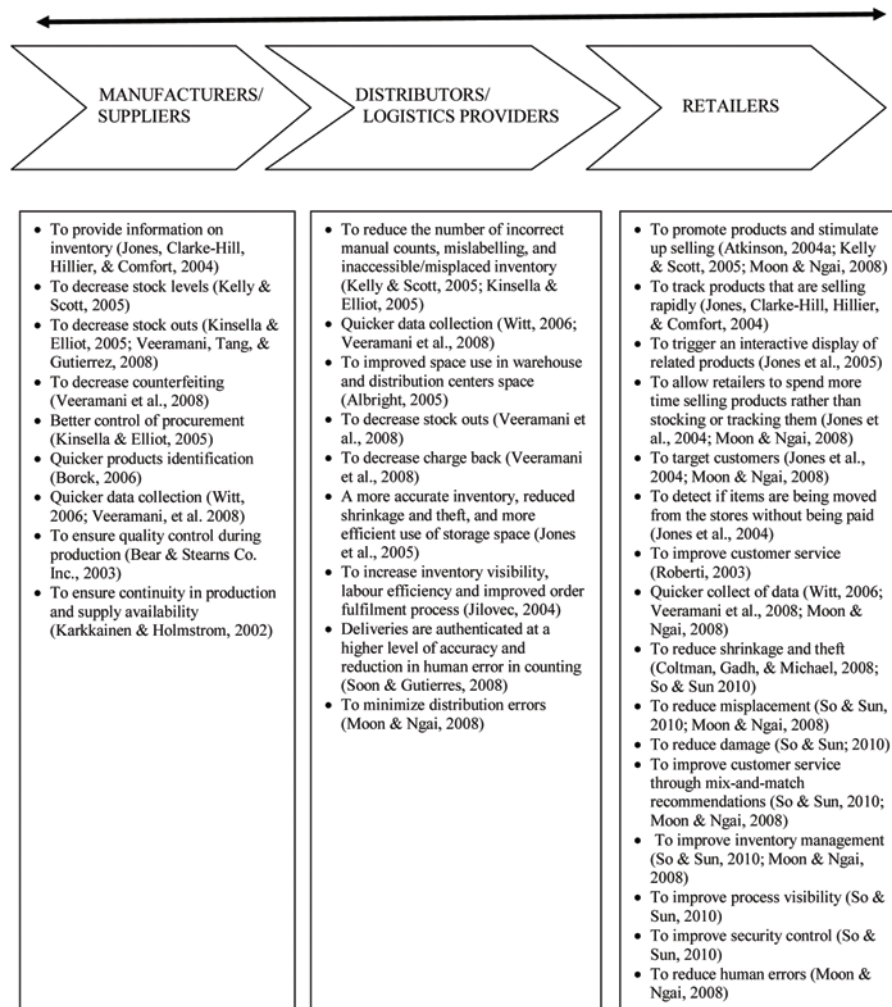 MANUFACTURERS/
SUPPLIERS
DISTRIBUTORS/
LOGISTICS PROVIDERS
RETAILERS
• To provide information on
inventory (Jones, Clarke-Hill,
Hillier, & Comfort, 2004)
• To decrease stock levels (Kelly &
Scott, 2005)
• To decrease stock outs (Kinsella &
Elliot, 2005; Veeramani, Tang, &
Gutierrez, 2008)
• To decrease counterfeiting
(Veeramani et al., 2008)
• Better control of procurement
(Kinsella & Elliot, 2005)
• Quicker products identification
(Borck, 2006)
• Quicker data collection (Witt,
2006; Veeramani, et al. 2008)
• To ensure quality control during
production (Bear & Stearns Co.
Inc., 2003)
• To ensure continuity in production
and supply availability
(Karkkainen & Holmstrom, 2002)
• To reduce the number of incorrect
manual counts, mislabelling, and
inaccessible/misplaced inventory
(Kelly & Scott, 2005; Kinsella &
Elliot, 2005)
• Quicker data collection (Witt, 2006;
Veeramani et al., 2008)
• To improved space use in warehouse
and distribution centers space
(Albright, 2005)
• To decrease stock outs (Veeramani et
al., 2008)
• To decrease charge back (Veeramani
et al., 2008)
• A more accurate inventory, reduced
shrinkage and theft, and more
efficient use of storage space (Jones
et al., 2005)
• To increase inventory visibility,
labour efficiency and improved order
fulfilment process (Jilovec, 2004)
• Deliveries are authenticated at a
higher level of accuracy and
reduction in human error in counting
(Soon & Gutierres, 2008)
• To minimize distribution errors
(Moon & Ngai, 2008)
• To promote products and stimulate
up selling (Atkinson, 2004a; Kelly
& Scott, 2005; Moon & Ngai, 2008)
• To track products that are selling
rapidly (Jones, Clarke-Hill, Hillier,
& Comfort, 2004)
• To trigger an interactive display of
related products (Jones et al., 2005)
• To allow retailers to spend more
time selling products rather than
stocking or tracking them (Jones et
al., 2004; Moon & Ngai, 2008)
• To target customers (Jones et al.,
2004; Moon & Ngai, 2008)
• To detect if items are being moved
from the stores without being paid
(Jones et al., 2004)
• To improve customer service
(Roberti, 2003)
• Quicker collect of data (Witt, 2006;
Veeramani et al., 2008; Moon &
Ngai, 2008)
• To reduce shrinkage and theft
(Coltman, Gadh, & Michael, 2008;
So & Sun 2010)
• To reduce misplacement (So & Sun,
2010; Moon & Ngai, 2008)
• To reduce damage (So & Sun; 2010)
• To improve customer service
through mix-and-match
recommendations (So & Sun, 2010;
Moon & Ngai, 2008)
• To improve inventory management
(So & Sun, 2010; Moon & Ngai,
2008)
• To improve process visibility (So &
Sun, 2010)
• To improve security control (So &
Sun, 2010)
• To reduce human errors (Moon &
Ngai, 2008)